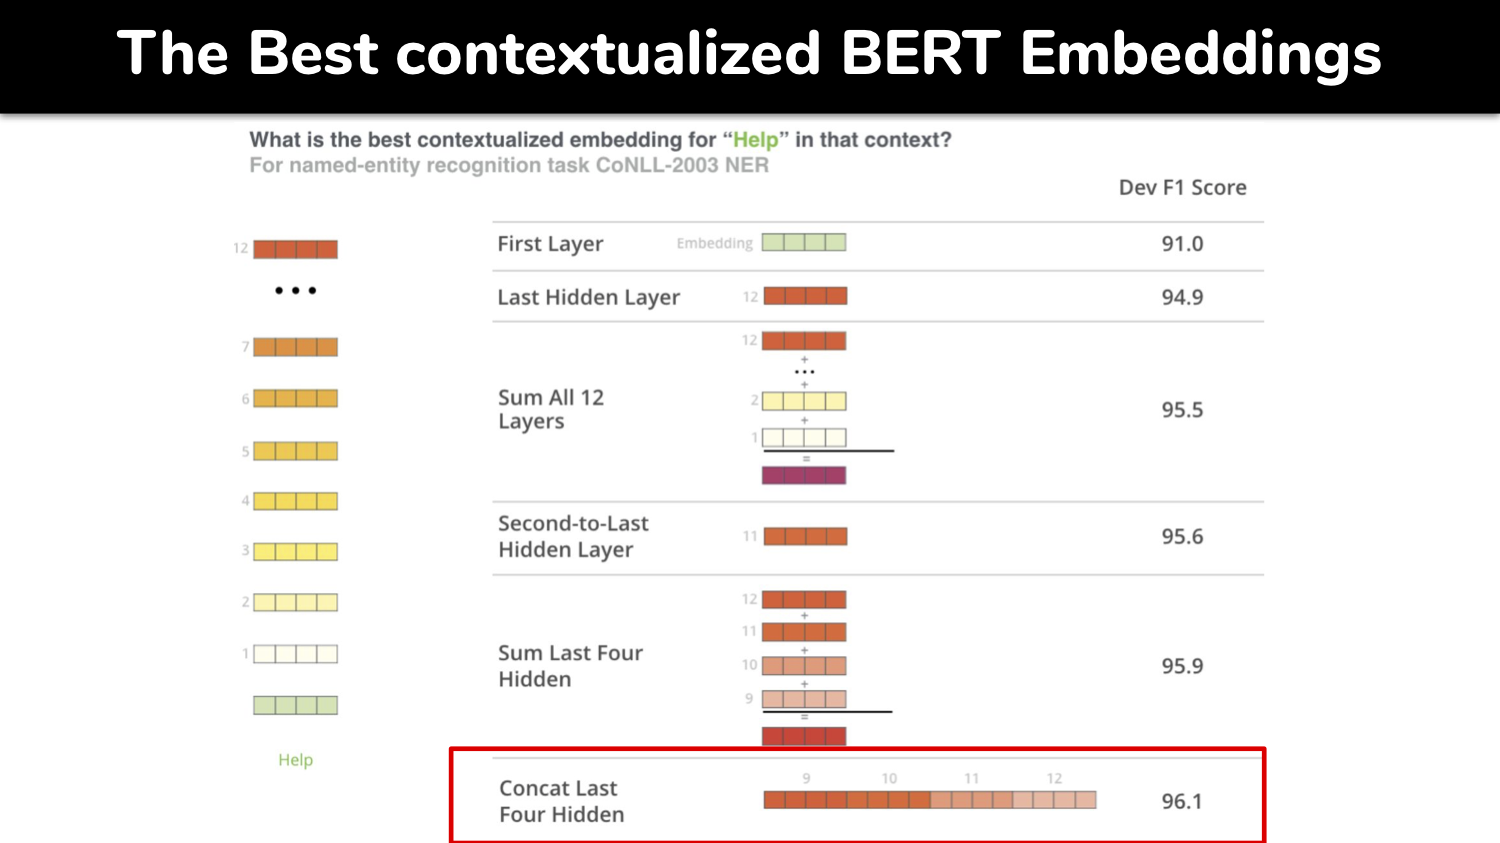 The Best contextualized BERT Embeddings
What is the best contextualized embedding for “Help” in that context?
For named-entity recognition task CoNLL-2003 NER
Dev F1 Score
12
• • •
7
6
5
4
3
2
1
Help
First Layer Embedding 91.0
Last Hidden Layer 12 94.9
12
+
...
+
Sum All 12
Layers
2
+
1
=
95.5
Second-to-Last
Hidden Layer
11
95.6
12
+
11
+
Sum Last Four
Hidden
10
+
9
=
95.9
9 10 11 12
Concat Last
Four Hidden
96.1